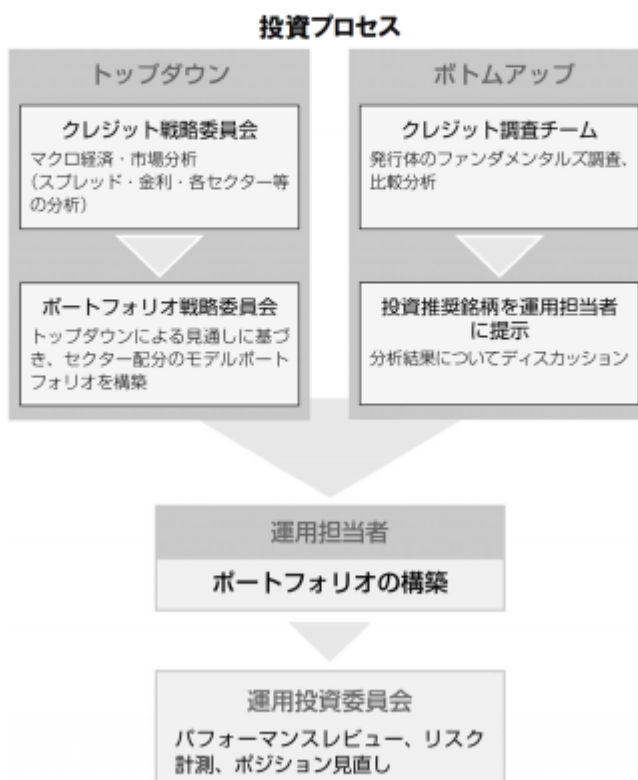 投資プロセス
トップダウン
クレジット戦略委員会
マクロ経済・市場分析
(スプレッド・金利・各セクター等
の分析)
ポートフォリオ戦略委員会
トップダウンによる見通しに基づ
き、セクター配分のモデルポート
フォリオを構築
ボトムアップ
クレジット調査チーム
発行体のファンダメンタルズ調査、
比較分析
投資推奨銘柄を運用担当者
に提示
分析結果についてディスカッション
運用担当者
ポートフォリオの構築
運用投資委員会
パフォーマンスレビュー、リスク
計測、ポジション見直し